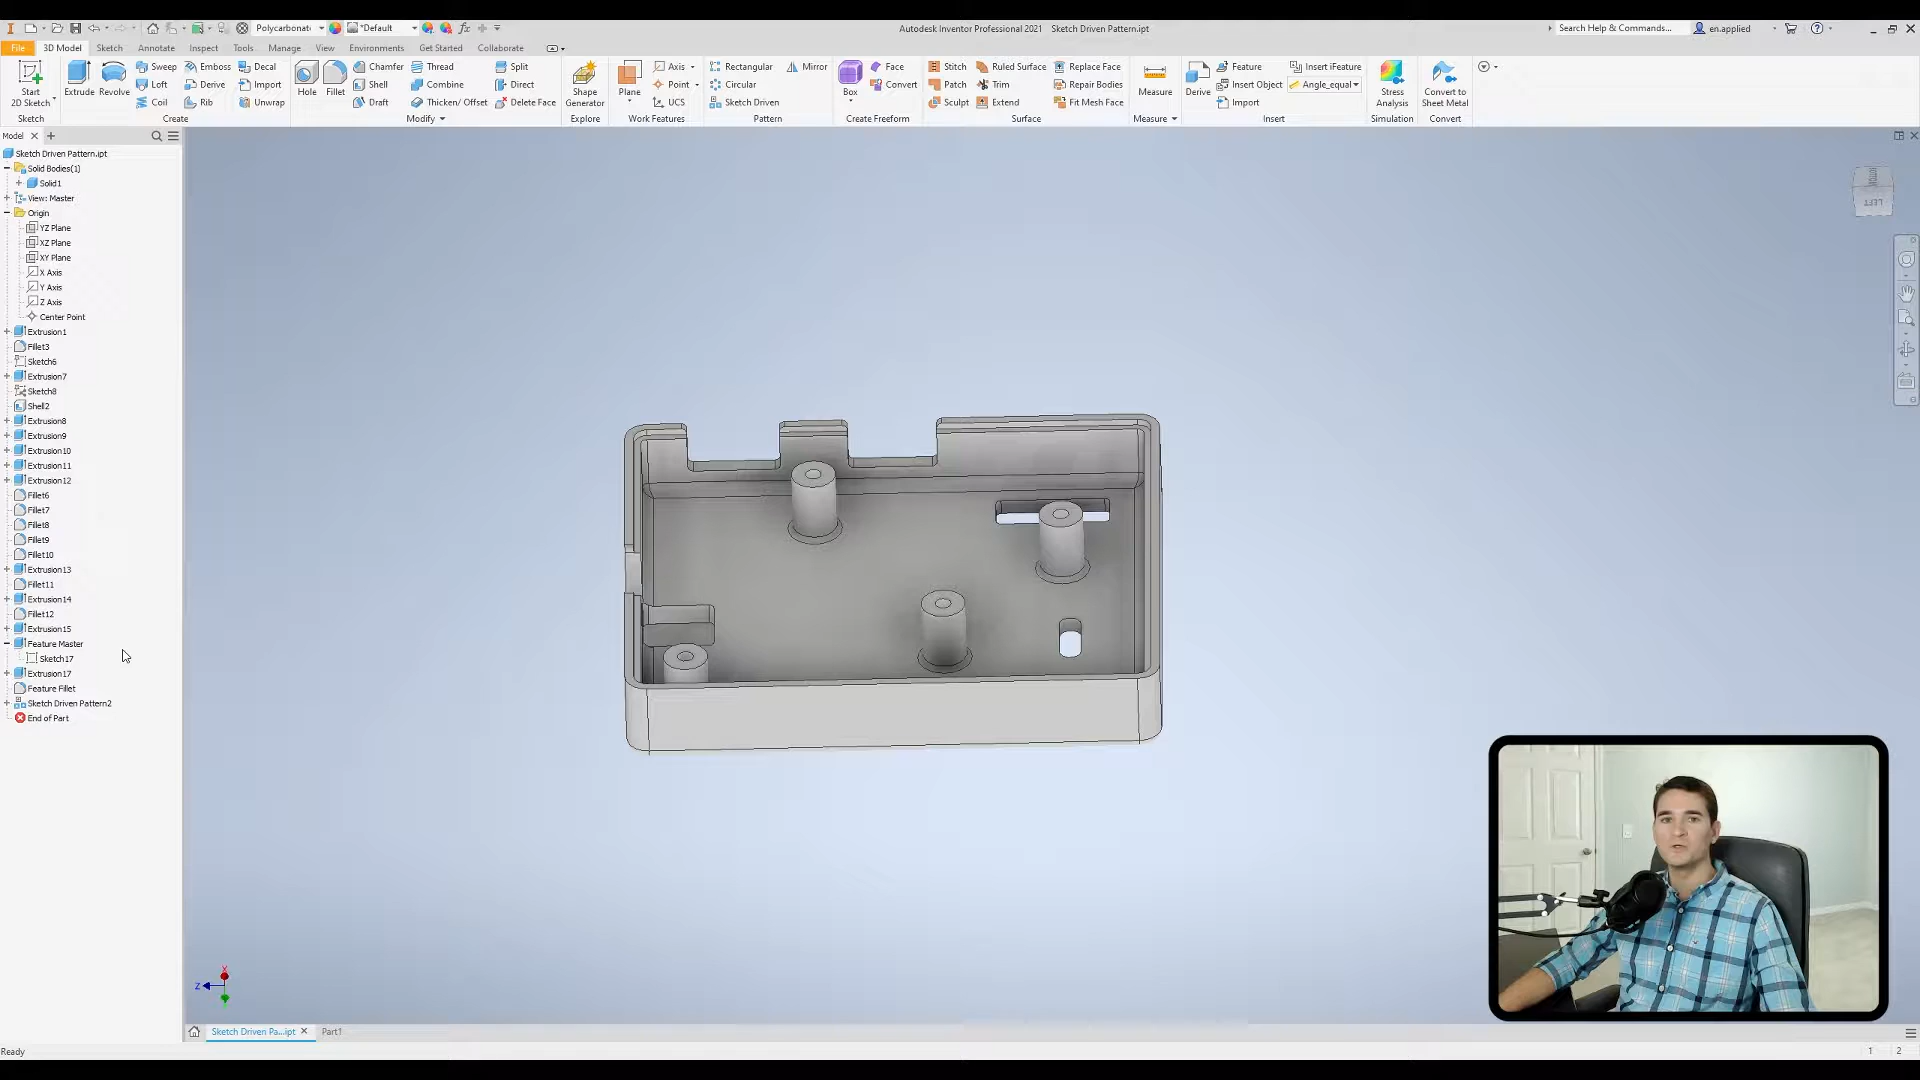 Polycarbonat
*Default
Autodesk Inventor Professional 2021 Sketch Driven Pattern.ipt
Search Help & Commands...
en.applied
File 3D Model Sketch Annotate Inspect Tools Manage View Environments Get Started Collaborate
Start
2D Sketch
Extrude
Revolve
Sweep
Emboss
Decal
Loft
Derive
Import
Coil
Rib
Unwrap
Hole
Fillet
Chamfer
Thread
Split
Shell
Combine
Direct
Draft
Thicken/ Offset
Delete Face
Shape
Generator
Plane
Axis
Point
UCS
Rectangular
Mirror
Circular
Sketch Driven
Box
Face
Convert
Stitch
Ruled Surface
Replace Face
Patch
Trim
Repair Bodies
Sculpt
Extend
Fit Mesh Face
Measure
Derive
Feature
Insert iFeature
Insert Object
Angle_equal
Import
Stress
Analysis
Convert to
Sheet Metal
Sketch
Create
Modify
Explore
Work Features
Pattern
Create Freeform
Surface
Measure
Insert
Simulation
Convert
Model
Sketch Driven Pattern.ipt
Solid Bodies(1)
Solid1
View: Master
Origin
YZ Plane
XZ Plane
XY Plane
X Axis
Y Axis
Z Axis
Center Point
Extrusion1
Fillet3
Sketch6
Extrusion7
Sketch8
Shell2
Extrusion8
Extrusion9
Extrusion10
Extrusion11
Extrusion12
Fillet6
Fillet7
Fillet8
Fillet9
Fillet10
Extrusion13
Fillet11
Extrusion14
Fillet12
Extrusion15
Feature Master
Sketch17
Extrusion17
Feature Fillet
Sketch Driven Pattern2
End of Part
LEFT
X
Z
Sketch Driven Pa...ipt
Part1
Ready
1 2